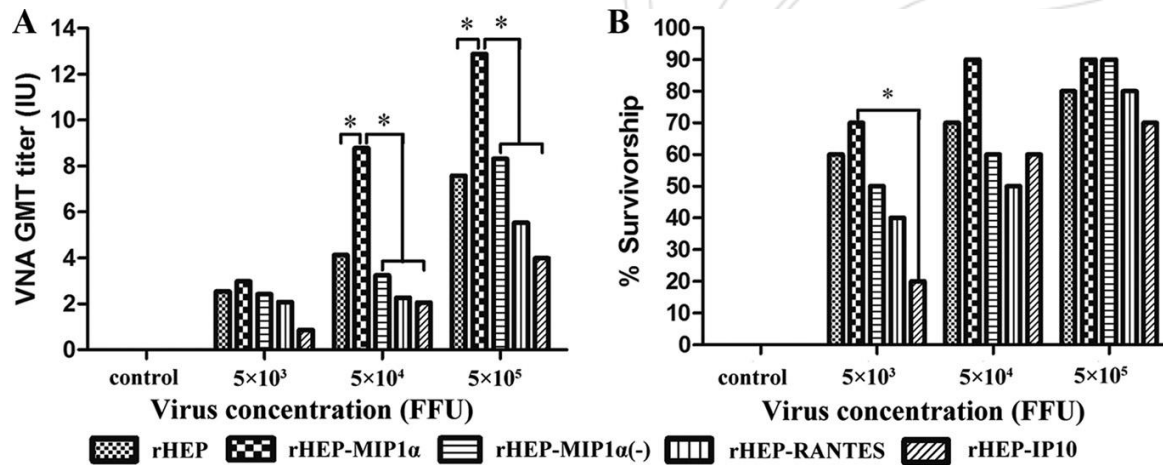 A
VNA GMT titer (IU)
14
12
10
8
6
4
2
0
* *
* *
control 5×10³ 5×10⁴ 5×10⁵
Virus concentration (FFU)
B
% Survivorship
100
90
80
70
60
50
40
30
20
10
0
*
control 5×10³ 5×10⁴ 5×10⁵
Virus concentration (FFU)
rHEP rHEP-MIP1α rHEP-MIP1α(-) rHEP-RANTES rHEP-IP10